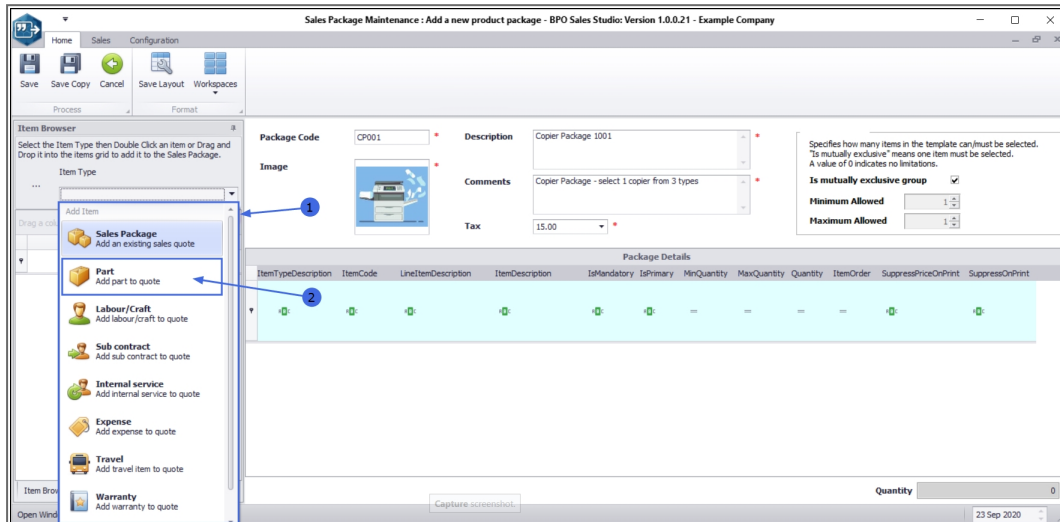 Sales Package Maintenance : Add a new product package - BPO Sales Studio: Version 1.0.0.21 - Example Company
Home Sales Configuration
Save Save Copy Cancel Save Layout Workspaces
Process Format
Item Browser
Select the Item Type then Double Click an item or Drag and
Drop it into the items grid to add it to the Sales Package.
Item Type
...
Package Code CP001 *
Image *
Description Copier Package 1001 *
Comments Copier Package - select 1 copier from 3 types *
Tax 15.00 *
Specifies how many items in the template can/must be selected.
"Is mutually exclusive" means one item must be selected.
A value of 0 indicates no limitations.
Is mutually exclusive group
Minimum Allowed 1
Maximum Allowed 1
Drag a col
Add Item
Sales Package
Add an existing sales quote
Part
Add part to quote
Labour/Craft
Add labour/craft to quote
Sub contract
Add sub contract to quote
Internal service
Add internal service to quote
Expense
Add expense to quote
Travel
Add travel item to quote
Warranty
Add warranty to quote
1
2
Package Details
ItemTypeDescription ItemCode LineItemDescription ItemDescription IsMandatory IsPrimary MinQuantity MaxQuantity Quantity ItemOrder SuppressPriceOnPrint SuppressOnPrint
= = = =
Item Brow
Quantity 0
Capture screenshot.
Open Wind
23 Sep 2020